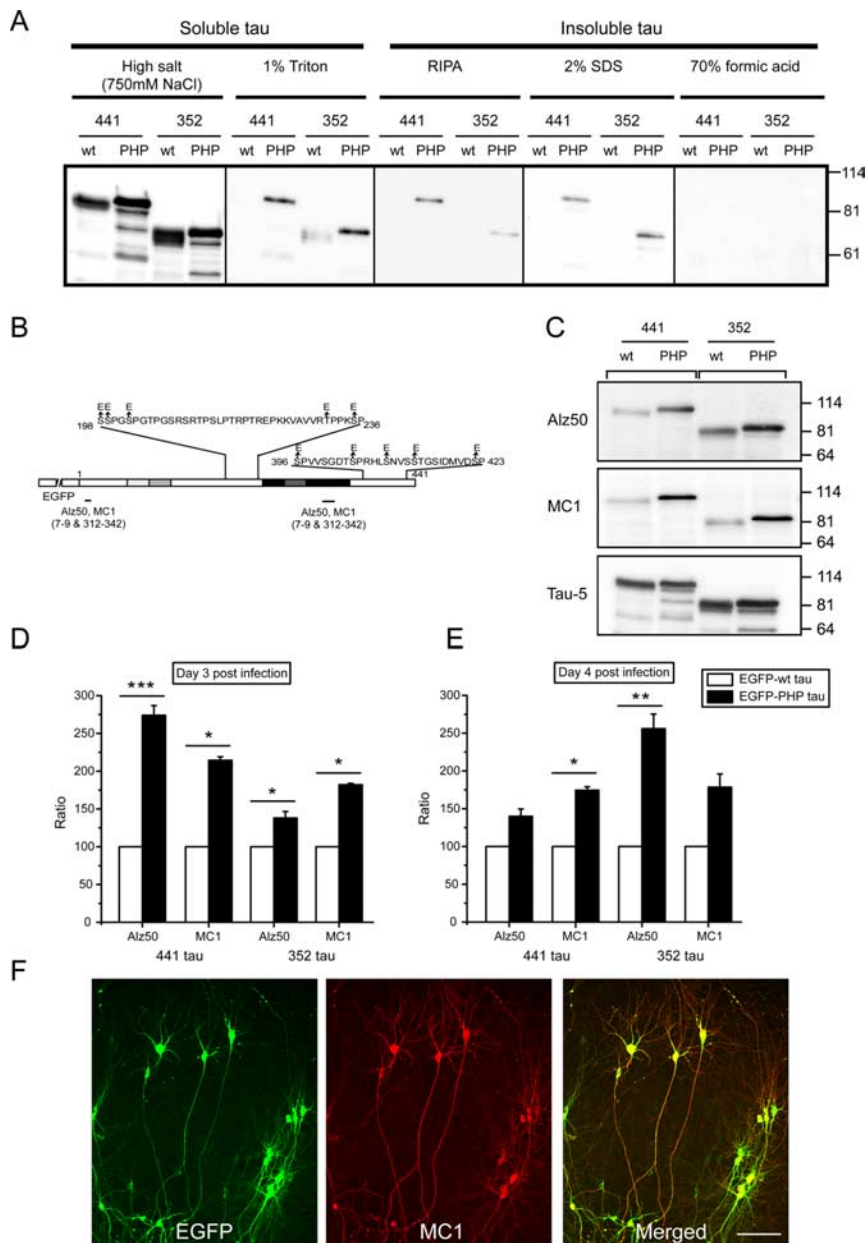 A
Soluble tau Insoluble tau
High salt (750mM NaCl) 1% Triton RIPA 2% SDS 70% formic acid
441 352 441 352 441 352 441 352 441 352
wt PHP wt PHP wt PHP wt PHP wt PHP wt PHP wt PHP wt PHP wt PHP wt PHP
114
81
61
B
E E E E E
198 SSPGSPGTPGSRSRTPSLPTRPTREPKKVAVVRTPPKSP 236
E E E E E
396 SPVVSGDTSPRHLSNVSSTGSIDMVDSP 423
1 441
EGFP
Alz50, MC1 Alz50, MC1
(7-9 & 312-342) (7-9 & 312-342)
C
441 352
wt PHP wt PHP
Alz50 114
81
64
MC1 114
81
64
Tau-5 114
81
64
D
Day 3 post infection
*** * * *
Ratio
300
250
200
150
100
50
0
Alz50 MC1 Alz50 MC1
441 tau 352 tau
E
Day 4 post infection
EGFP-wt tau
EGFP-PHP tau
* **
Ratio
300
250
200
150
100
50
0
Alz50 MC1 Alz50 MC1
441 tau 352 tau
F
EGFP MC1 Merged